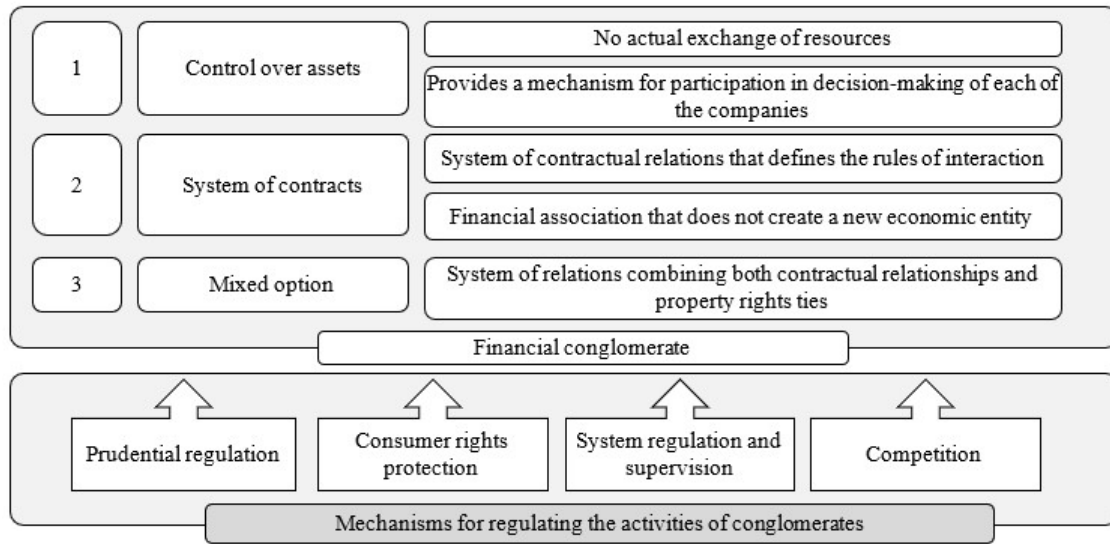 1
Control over assets
No actual exchange of resources
Provides a mechanism for participation in decision-making of each of
the companies
2
System of contracts
System of contractual relations that defines the rules of interaction
Financial association that does not create a new economic entity
3
Mixed option
System of relations combining both contractual relationships and
property rights ties
Financial conglomerate
Prudential regulation
Consumer rights
protection
System regulation and
supervision
Competition
Mechanisms for regulating the activities of conglomerates